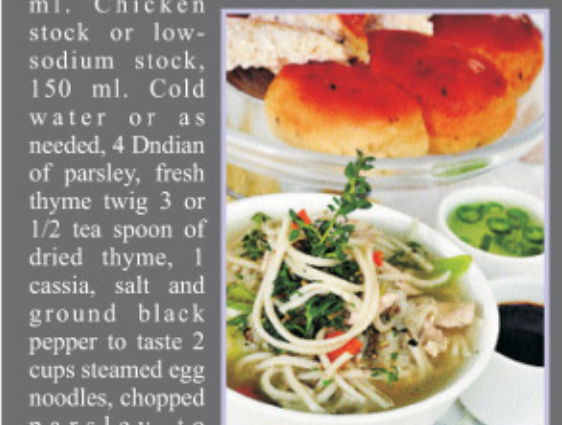 ml. Chicken
stock or low-
sodium stock,
150 ml. Cold
water or as
needed, 4 Dndian
of parsley, fresh
thyme twig 3 or
1/2 tea spoon of
dried thyme, 1
cassia, salt and
ground black
pepper to taste 2
cups steamed egg
noodles, chopped
parsley to